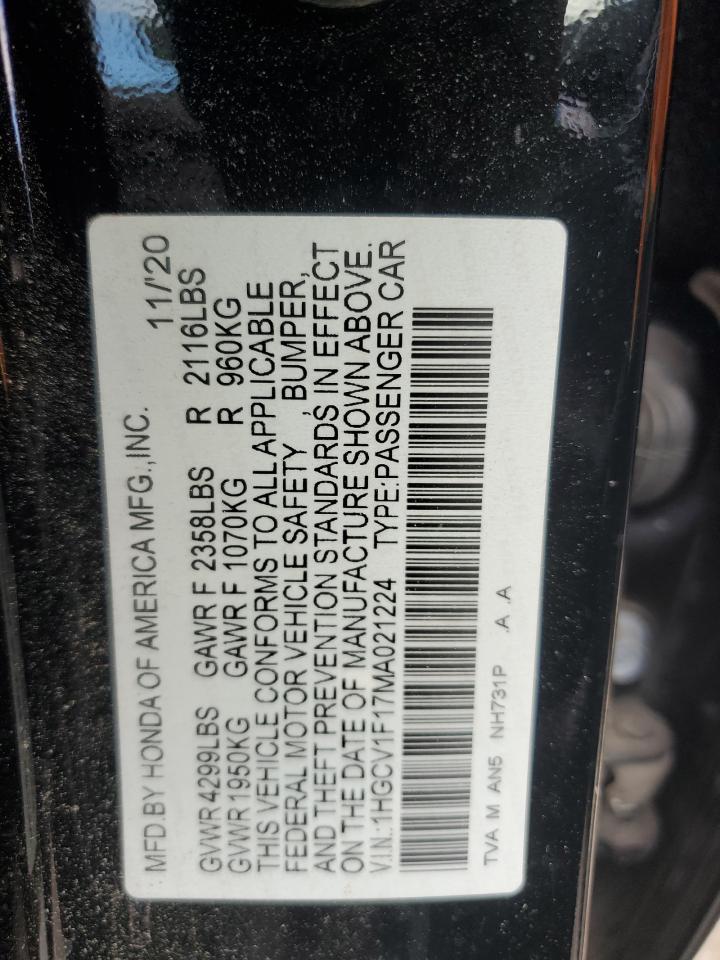 MFD.BY HONDA OF AMERICA MFG.,INC. 11/'20
GVWR 4299LBS GAWR F 2358LBS R 2116LBS
GVWR 1950KG GAWR F 1070KG R 960KG
THIS VEHICLE CONFORMS TO ALL APPLICABLE
FEDERAL MOTOR VEHICLE SAFETY , BUMPER,
AND THEFT PREVENTION STANDARDS IN EFFECT
ON THE DATE OF MANUFACTURE SHOWN ABOVE.
V.I.N.:1HGCV1F17MA021224 TYPE:PASSENGER CAR
TVA M AN5 NH731P .A .A